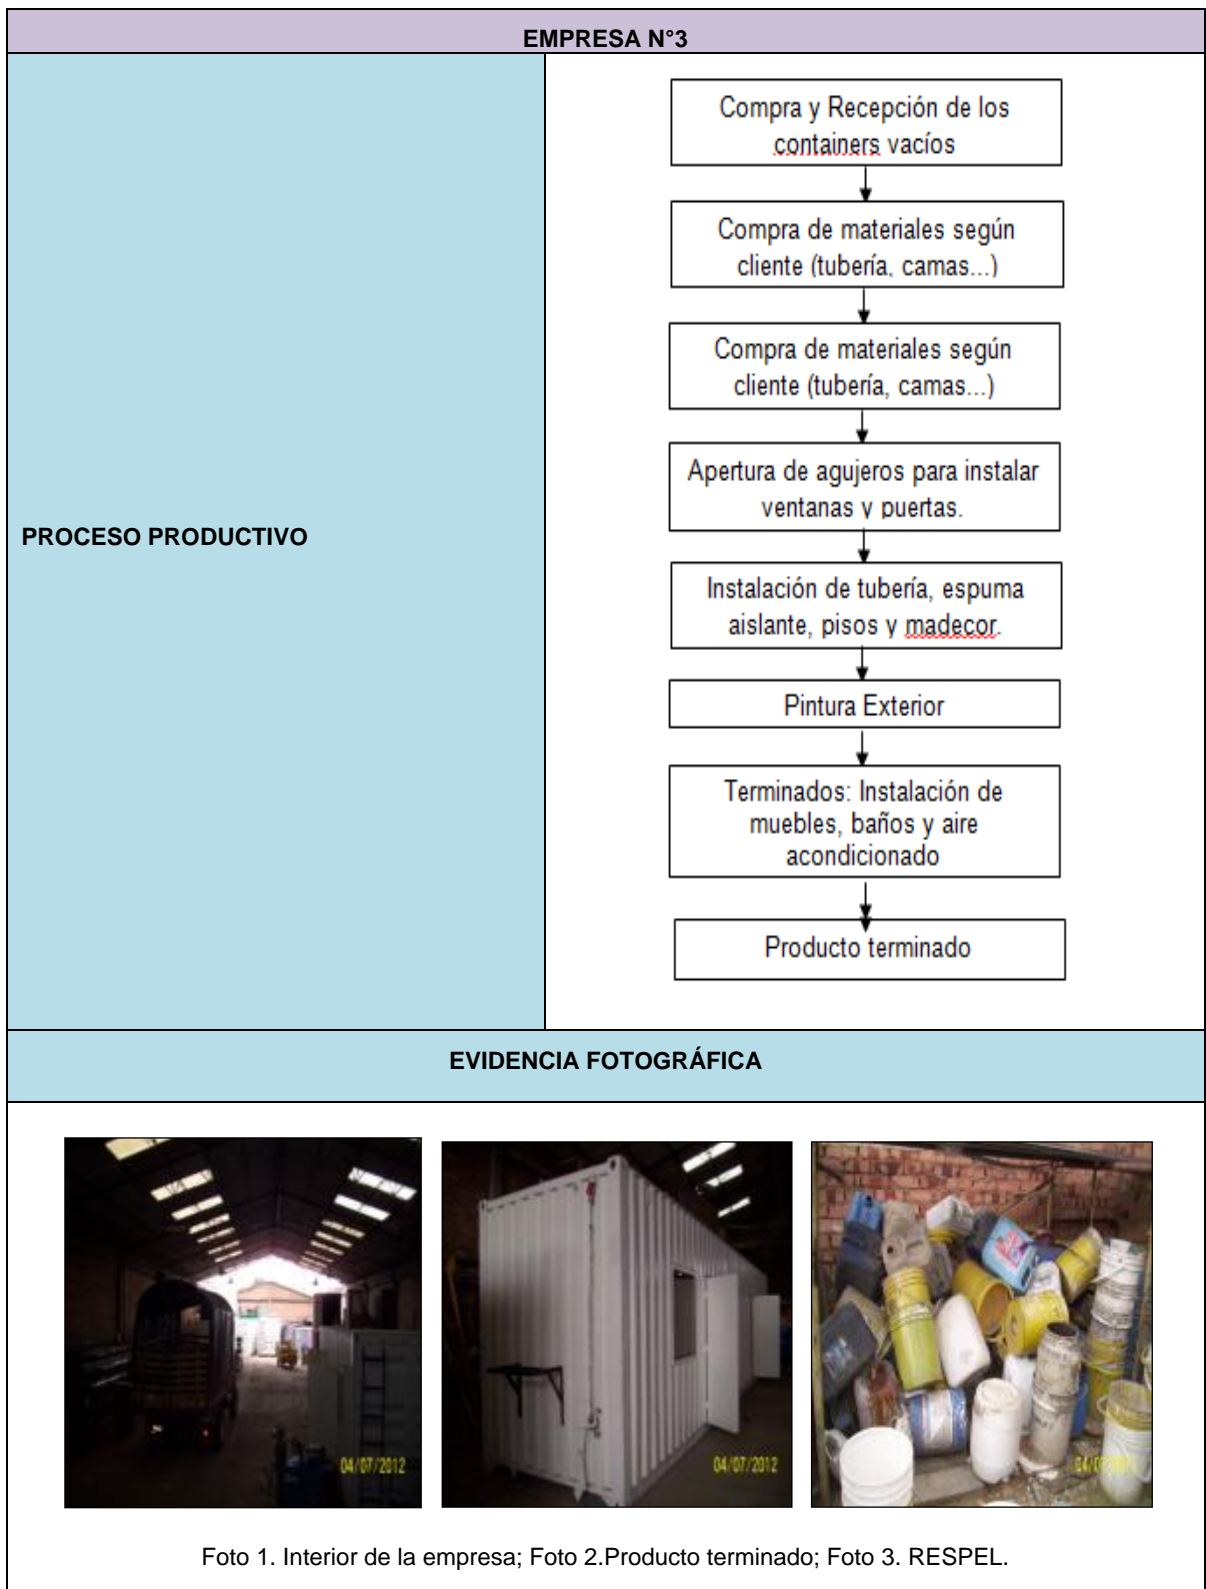 EMPRESA N°3
PROCESO PRODUCTIVO
Compra y Recepción de los
containers vacíos
Compra de materiales según
cliente (tubería, camas...)
Compra de materiales según
cliente (tubería, camas...)
Apertura de agujeros para instalar
ventanas y puertas.
Instalación de tubería, espuma
aislante, pisos y madecor.
Pintura Exterior
Terminados: Instalación de
muebles, baños y aire
acondicionado
Producto terminado
EVIDENCIA FOTOGRÁFICA
04/07/2012
04/07/2012
Foto 1. Interior de la empresa; Foto 2.Producto terminado; Foto 3. RESPEL.